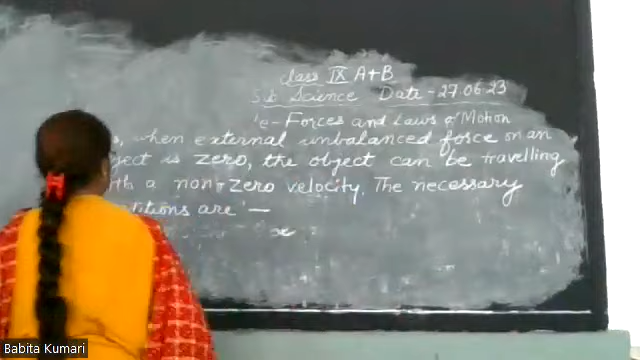 class IX A+B
Sub Science Date - 27.06.23
e - Forces and Laws of Motion
s, when external unbalanced force on an
ject is zero, the object can be travelling
th a non-zero velocity. The necessary
ditions are -
Babita Kumari